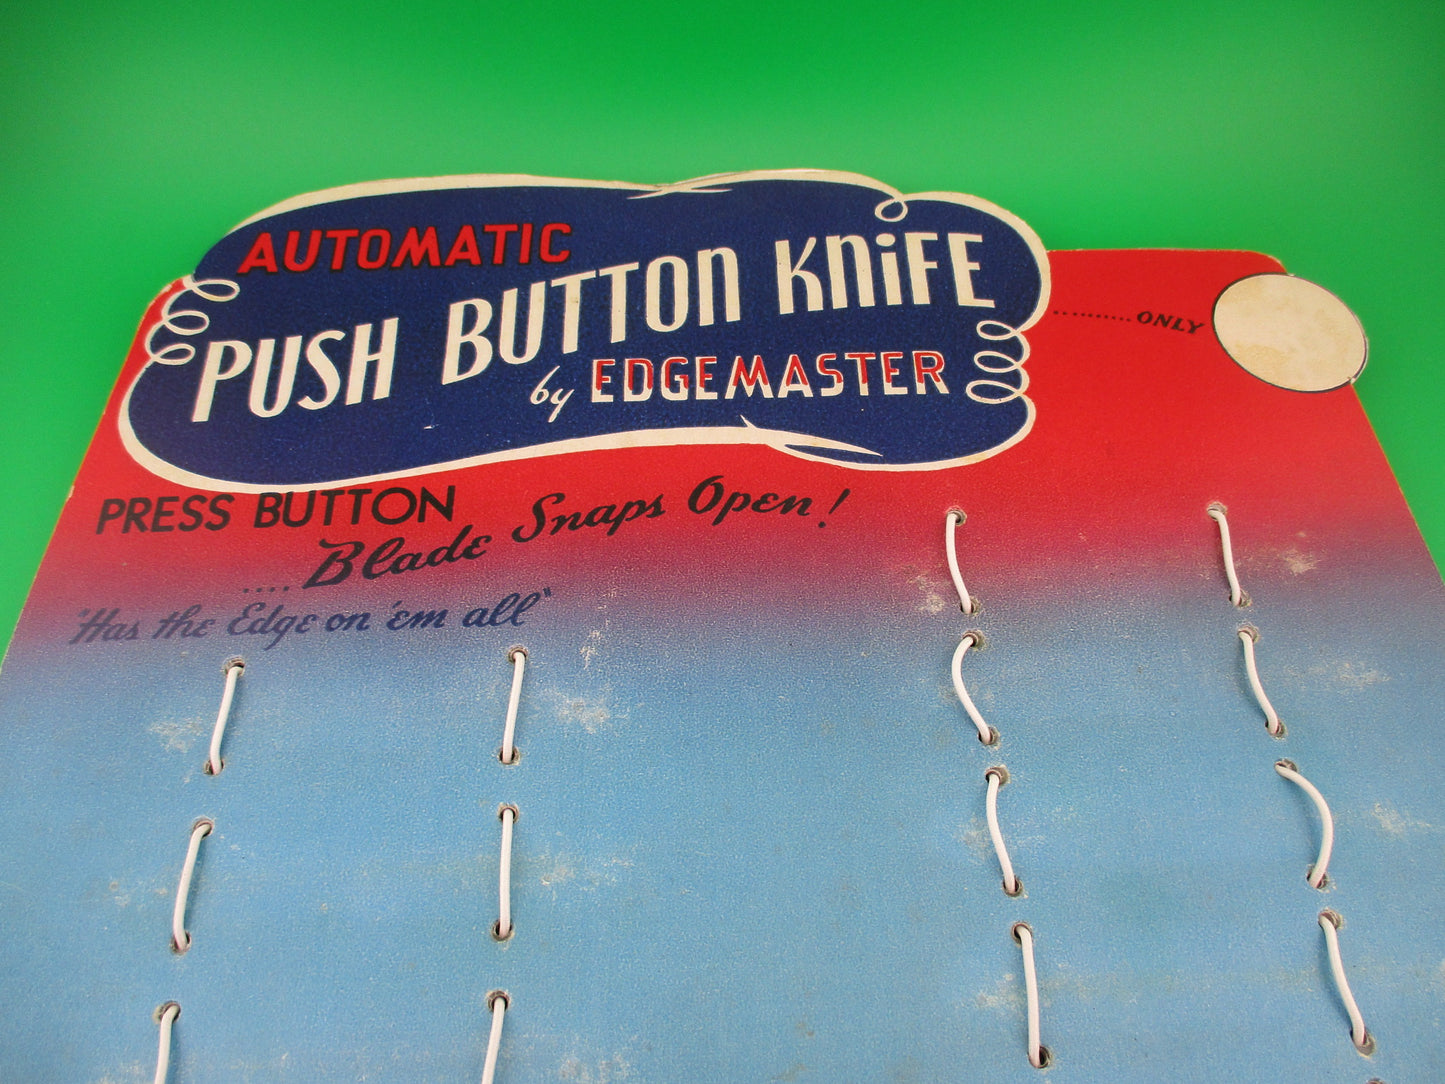 AUTOMATIC
PUSH BUTTON KNiFE
by EDGEMASTER
..........ONLY
PRESS BUTTON
....Blade Snaps Open!
"Has the Edge on 'em all"